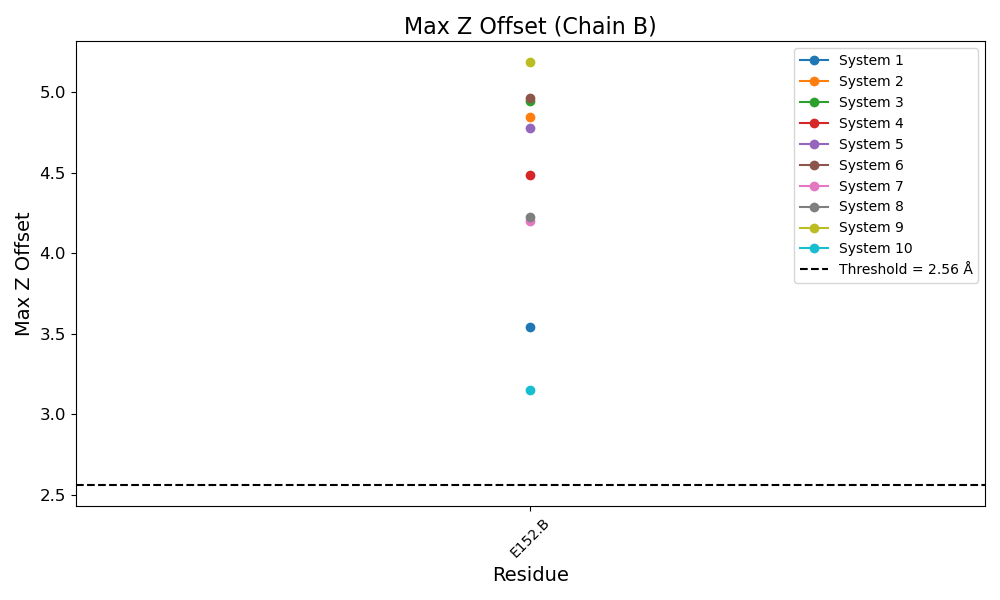 Max Z Offset (Chain B)
Max Z Offset
5.0
4.5
4.0
3.5
3.0
2.5
System 1
System 2
System 3
System 4
System 5
System 6
System 7
System 8
System 9
System 10
Threshold = 2.56 Å
E152.B
Residue